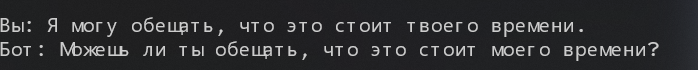 Вы: Я могу обещать, что это стоит твоего времени.
Бот: Можешь ли ты обещать, что это стоит моего времени?